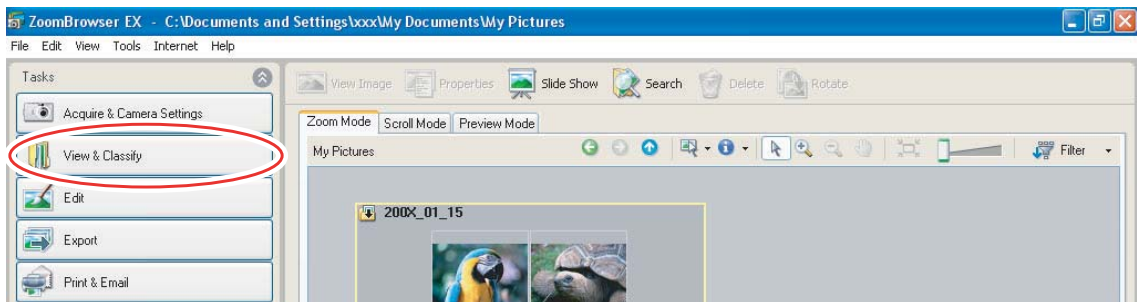 ZoomBrowser EX - C:\Documents and Settings\xxx\My Documents\My Pictures
File Edit View Tools Internet Help
Tasks
Acquire & Camera Settings
View & Classify
Edit
Export
Print & Email
View Image Properties Slide Show Search Delete Rotate
Zoom Mode Scroll Mode Preview Mode
My Pictures Filter
200X_01_15